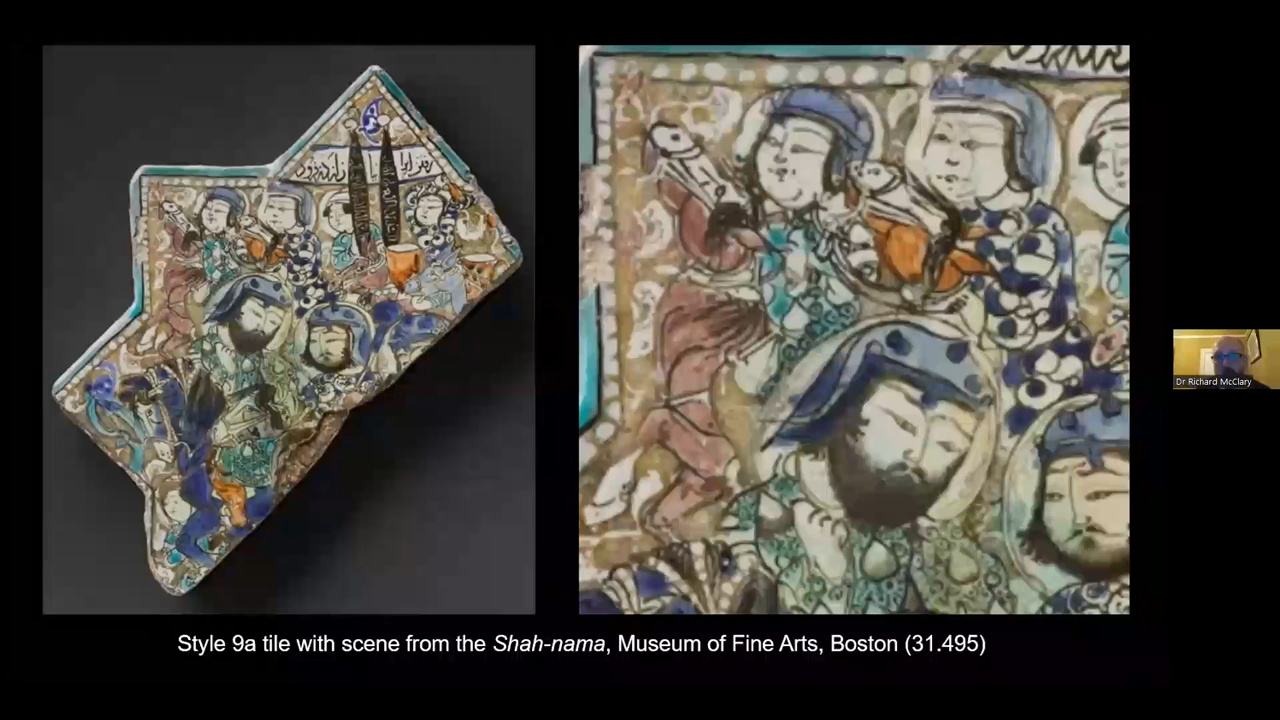 Style 9a tile with scene from the Shah-nama, Museum of Fine Arts, Boston (31.495)
Dr Richard McClary